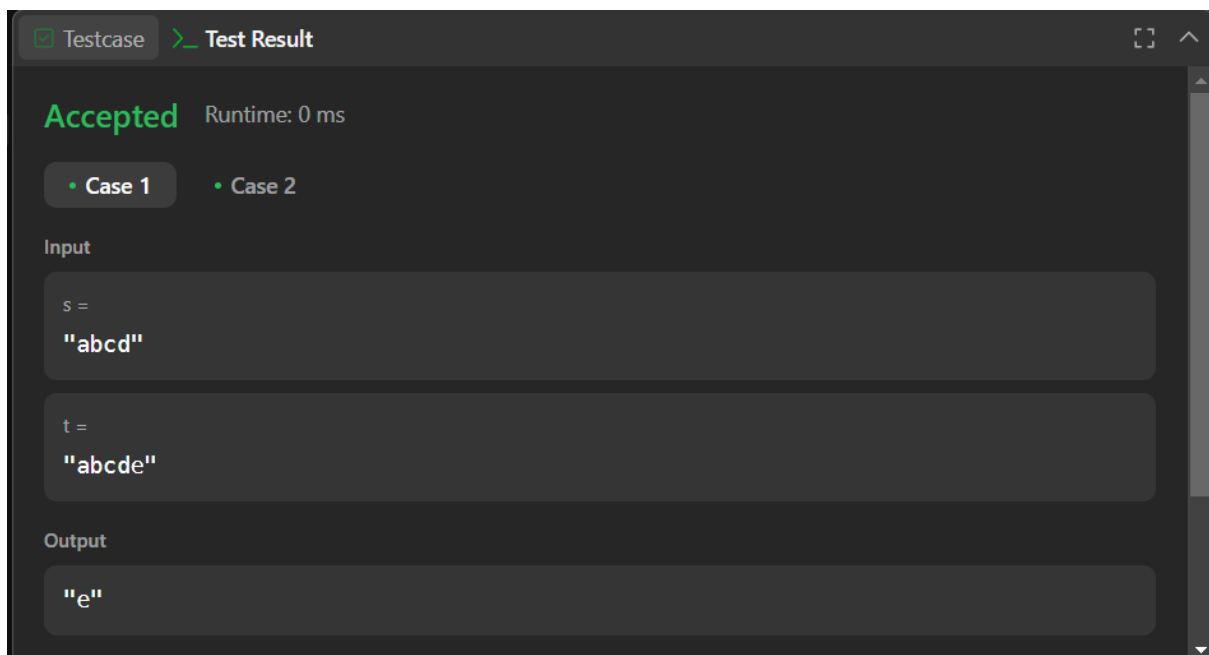 Testcase >_ Test Result
Accepted Runtime: 0 ms
• Case 1 • Case 2
Input
s =
"abcd"
t =
"abcde"
Output
"e"